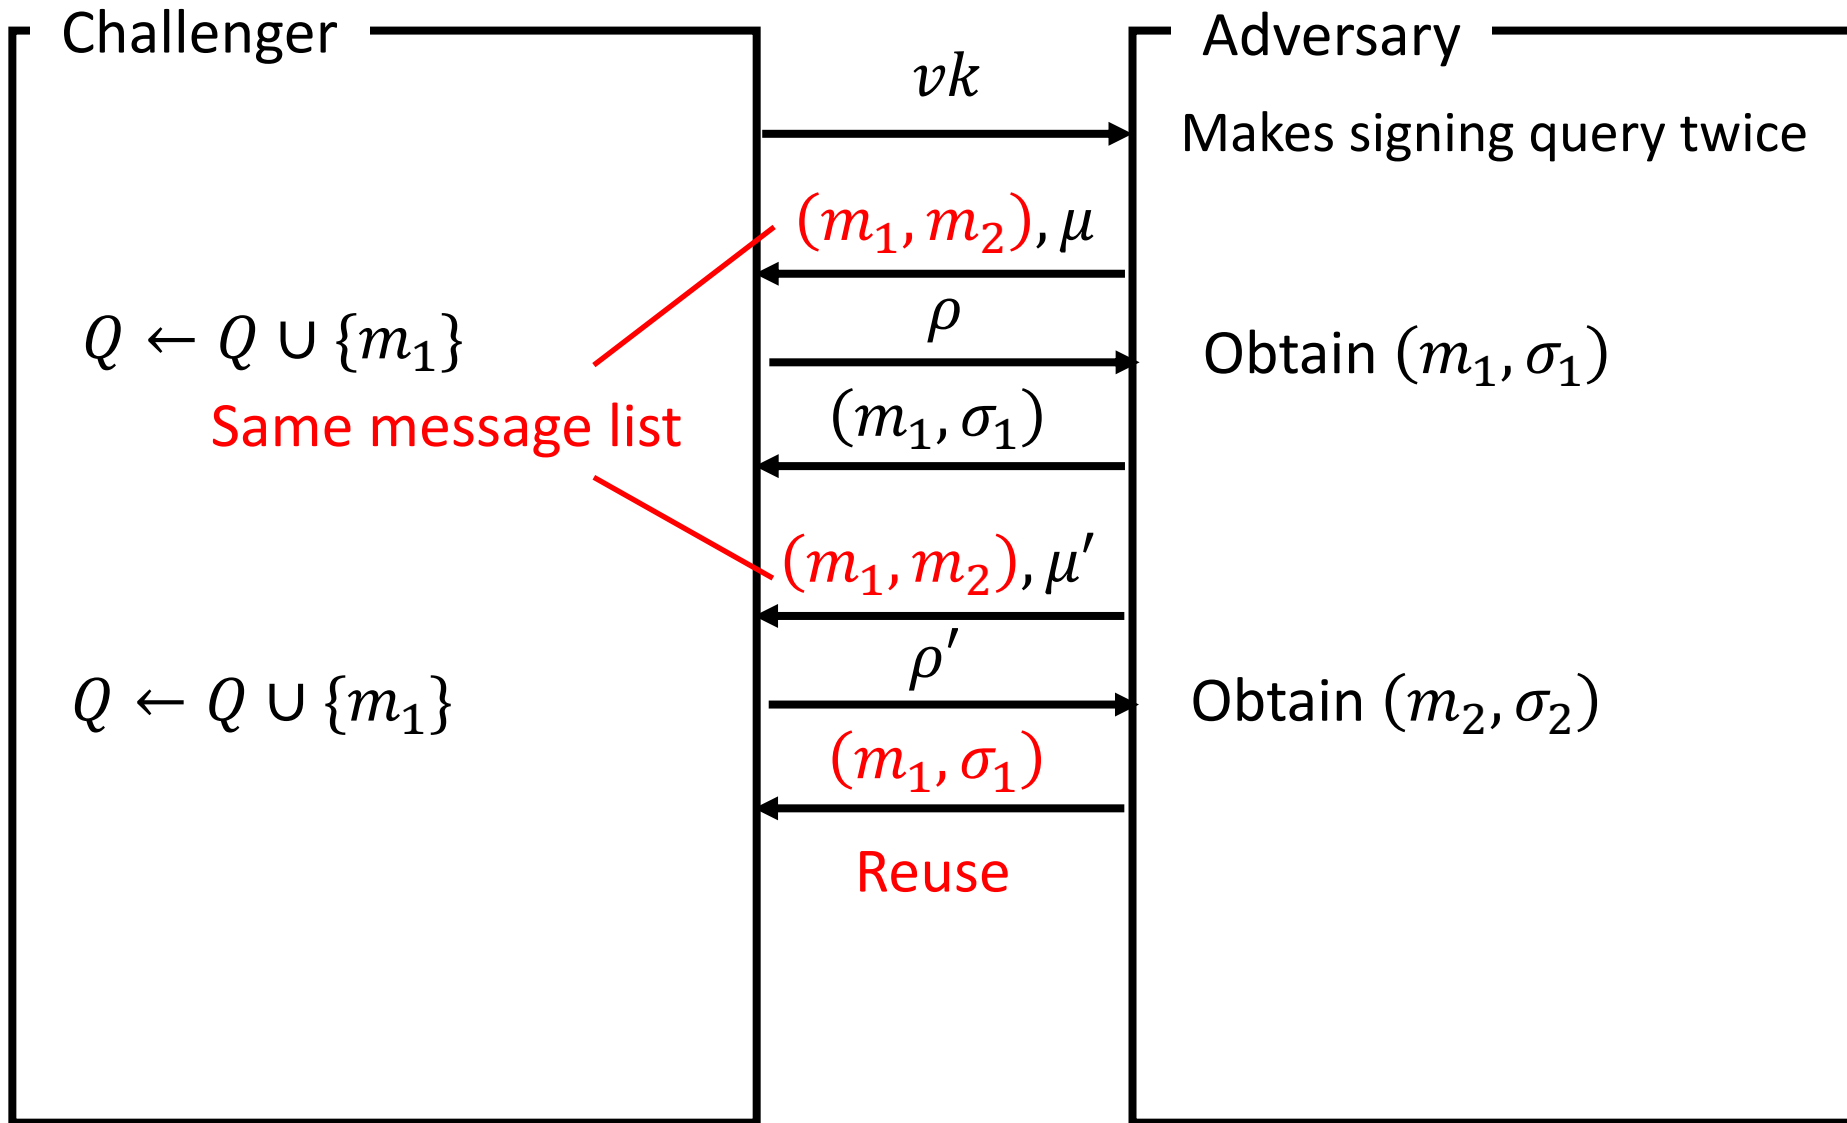 Challenger
Adversary
vk
Makes signing query twice
(m₁, m₂), μ
ρ
Q ← Q ∪ {m₁}
Obtain (m₁, σ₁)
Same message list
(m₁, σ₁)
(m₁, m₂), μ′
ρ′
Q ← Q ∪ {m₁}
Obtain (m₂, σ₂)
(m₁, σ₁)
Reuse